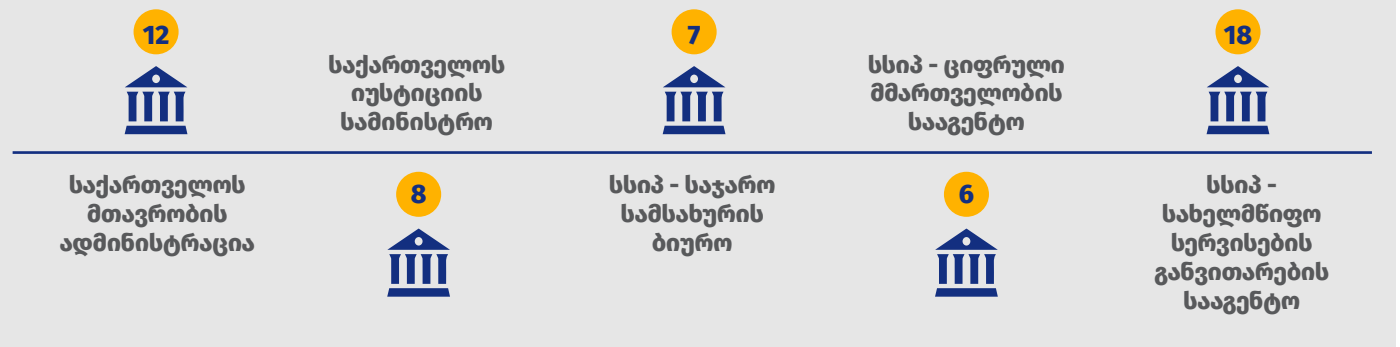 12
საქართველოს
მთავრობის
ადმინისტრაცია
საქართველოს
იუსტიციის
სამინისტრო
8
7
სსიპ - საჯარო
სამსახურის
ბიურო
სსიპ - ციფრული
მმართველობის
სააგენტო
6
18
სსიპ -
სახელმწიფო
სერვისების
განვითარების
სააგენტო